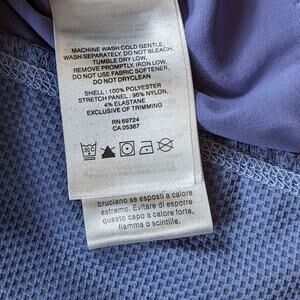 MACHINE WASH COLD GENTLE,
WASH SEPARATELY, DO NOT BLEACH,
TUMBLE DRY LOW,
REMOVE PROMPTLY, IRON LOW,
DO NOT USE FABRIC SOFTENER.
DO NOT DRYCLEAN
SHELL : 100% POLYESTER
STRETCH PANEL : 96% NYLON,
4% ELASTANE
EXCLUSIVE OF TRIMMING
RN 69724
CA 05367
30°C
bruciano se esposti a calore
estremo. Evitare di esporre
questo capo a calore forte,
fiamma o scintille.